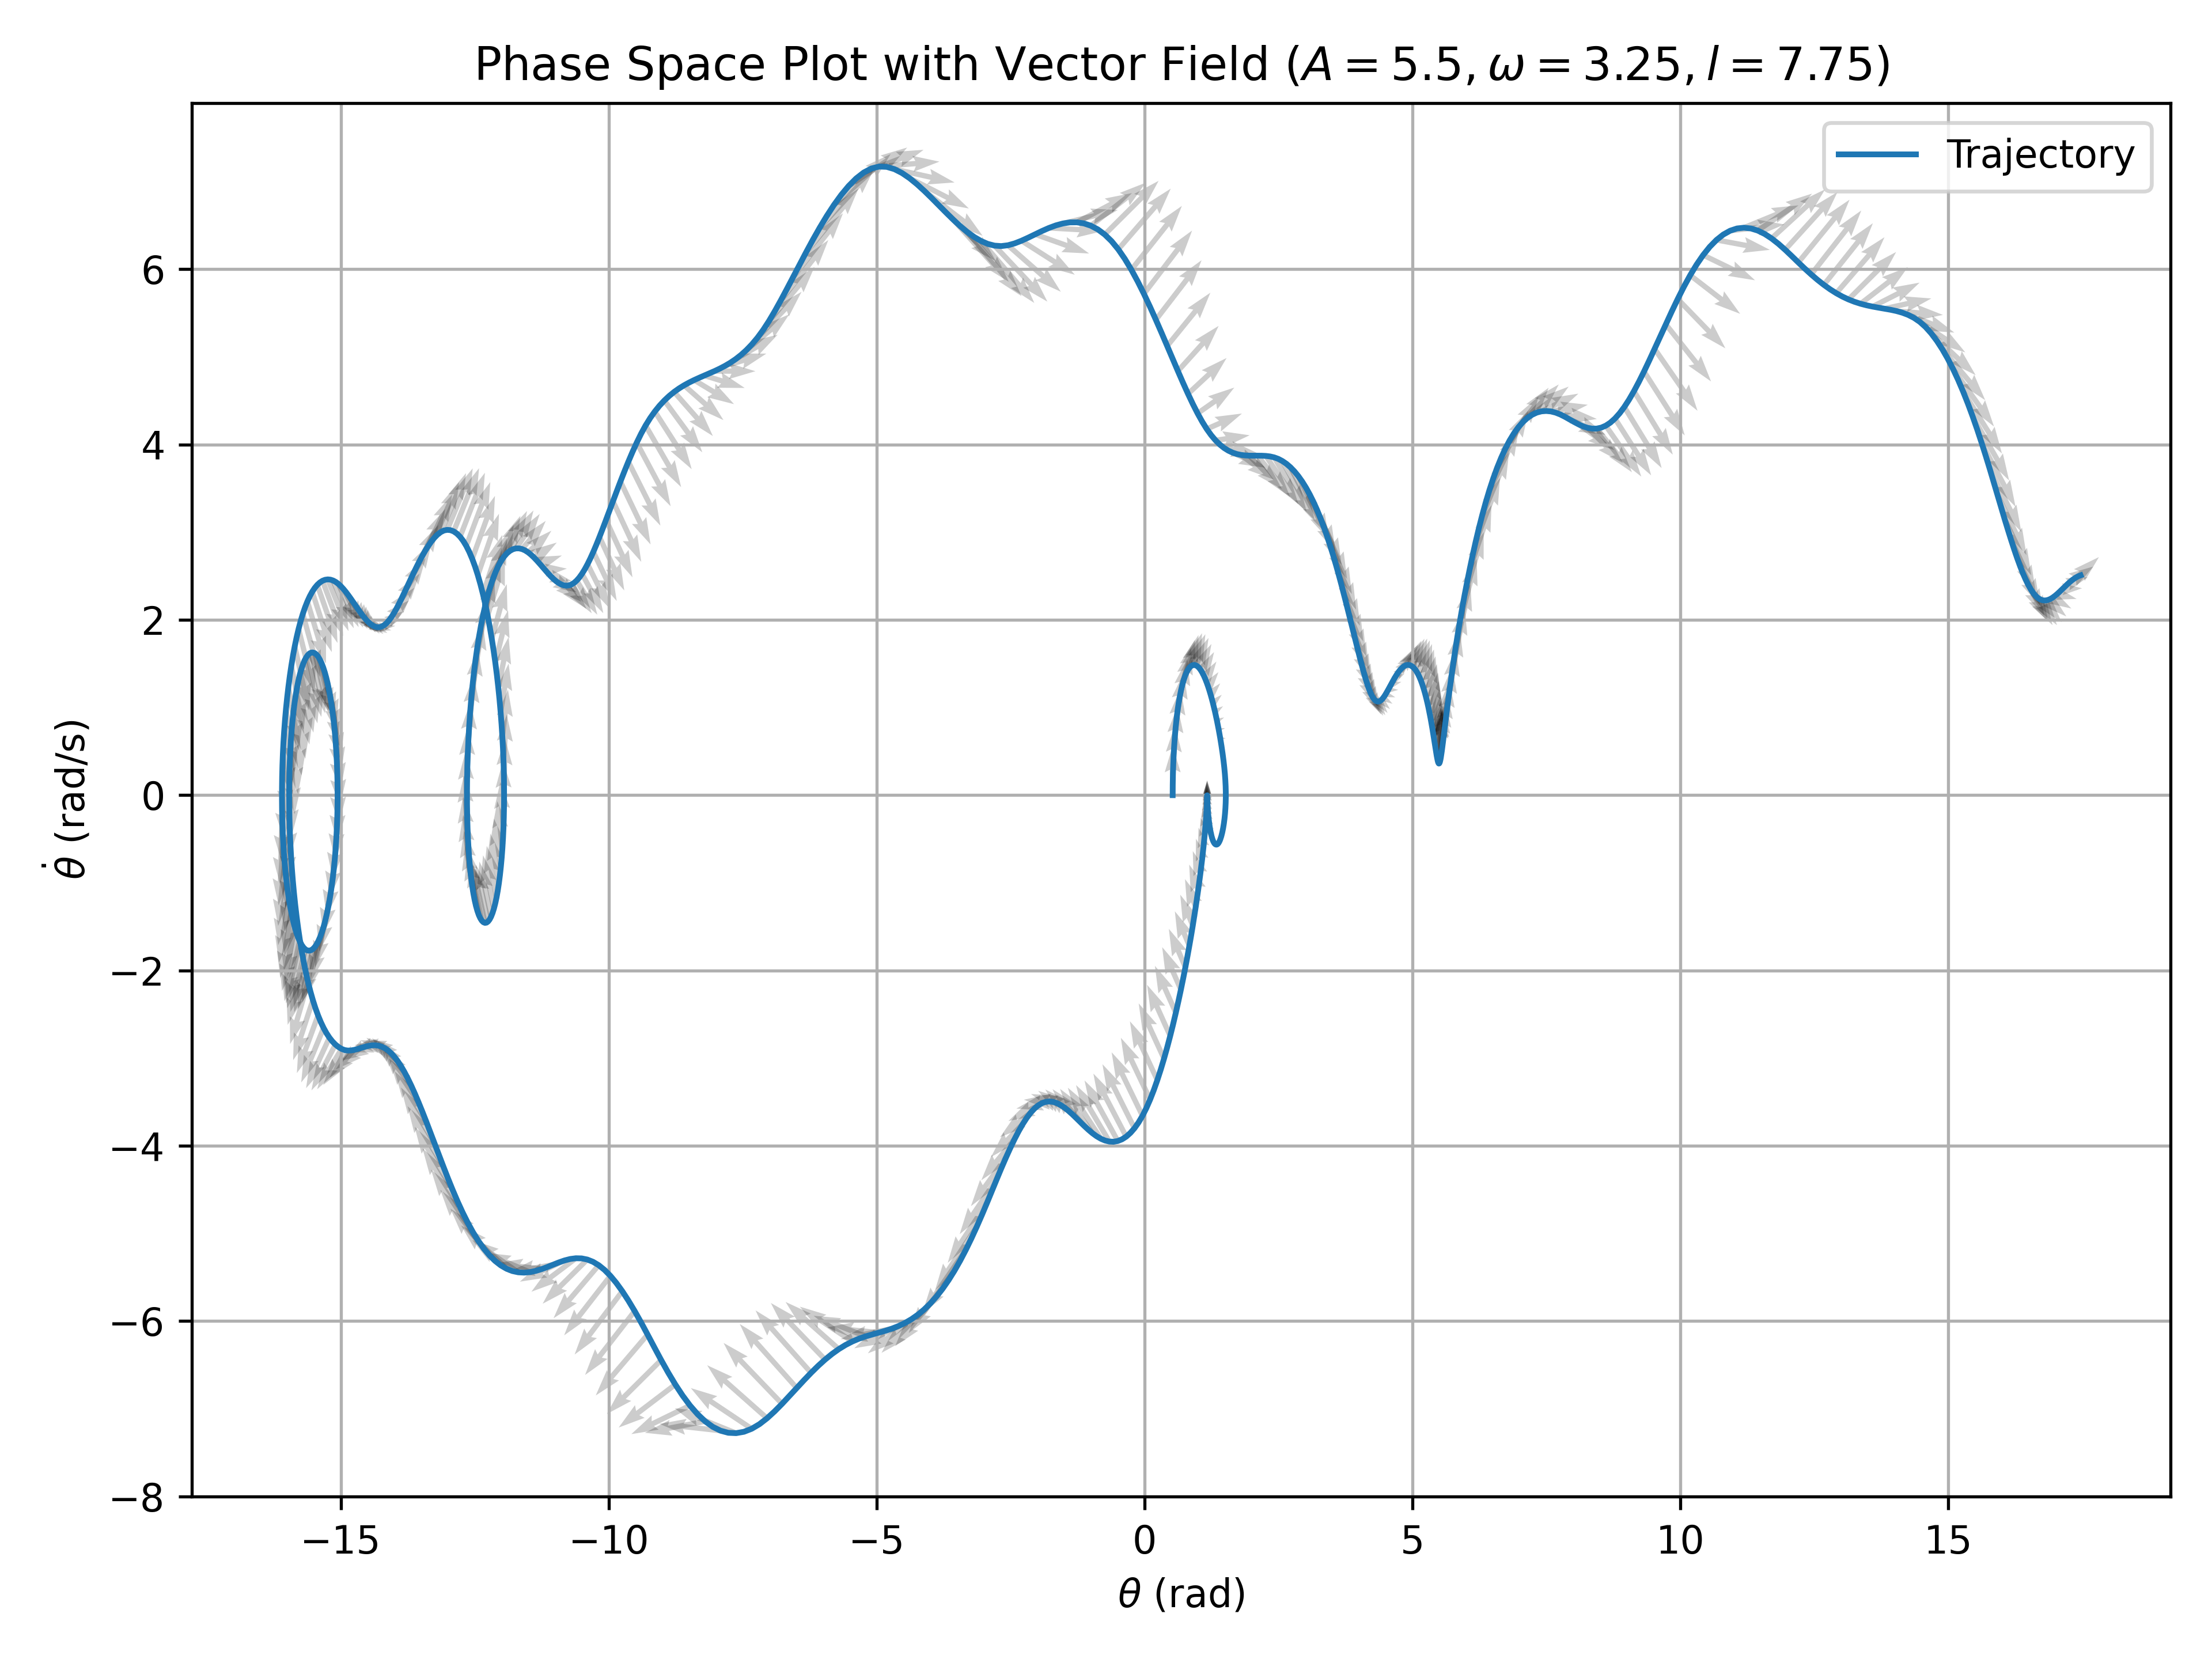 Phase Space Plot with Vector Field (A = 5.5, ω = 3.25, l = 7.75)
Trajectory
6
4
2
0
−2
−4
−6
−8
θ̇ (rad/s)
−15 −10 −5 0 5 10 15
θ (rad)